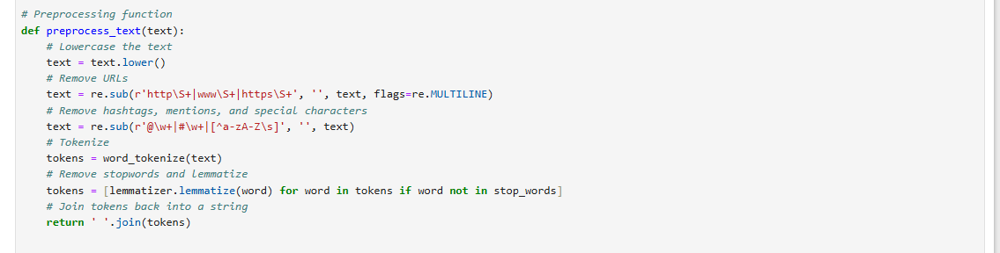 # Preprocessing function
def preprocess_text(text):
    # Lowercase the text
    text = text.lower()
    # Remove URLs
    text = re.sub(r'http\S+|www\S+|https\S+', '', text, flags=re.MULTILINE)
    # Remove hashtags, mentions, and special characters
    text = re.sub(r'@\w+|#\w+|[^a-zA-Z\s]', '', text)
    # Tokenize
    tokens = word_tokenize(text)
    # Remove stopwords and lemmatize
    tokens = [lemmatizer.lemmatize(word) for word in tokens if word not in stop_words]
    # Join tokens back into a string
    return ' '.join(tokens)